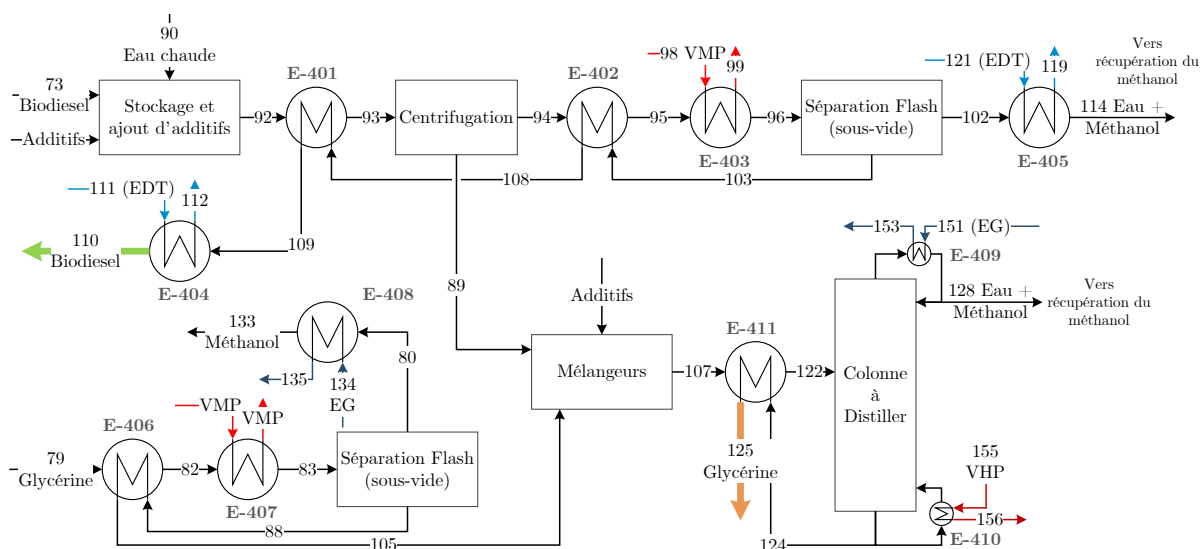 90
Eau chaude
73
Biodiesel
Additifs
Stockage et
ajout d'additifs
92
E-401
93
Centrifugation
94
E-402
95
98 VMP
99
E-403
96
Séparation Flash
(sous-vide)
102
121 (EDT)
119
E-405
114 Eau +
Méthanol
Vers
récupération du
méthanol
108
103
111 (EDT)
112
110
Biodiesel
E-404
109
89
153
151 (EG)
E-409
128 Eau +
Méthanol
Vers
récupération du
méthanol
E-408
133
Méthanol
135
134
EG
80
Additifs
Mélangeurs
107
E-411
122
Colonne
à
Distiller
125
Glycérine
E-406
79
Glycérine
82
VMP
VMP
E-407
83
Séparation Flash
(sous-vide)
88
105
124
155
VHP
156
E-410